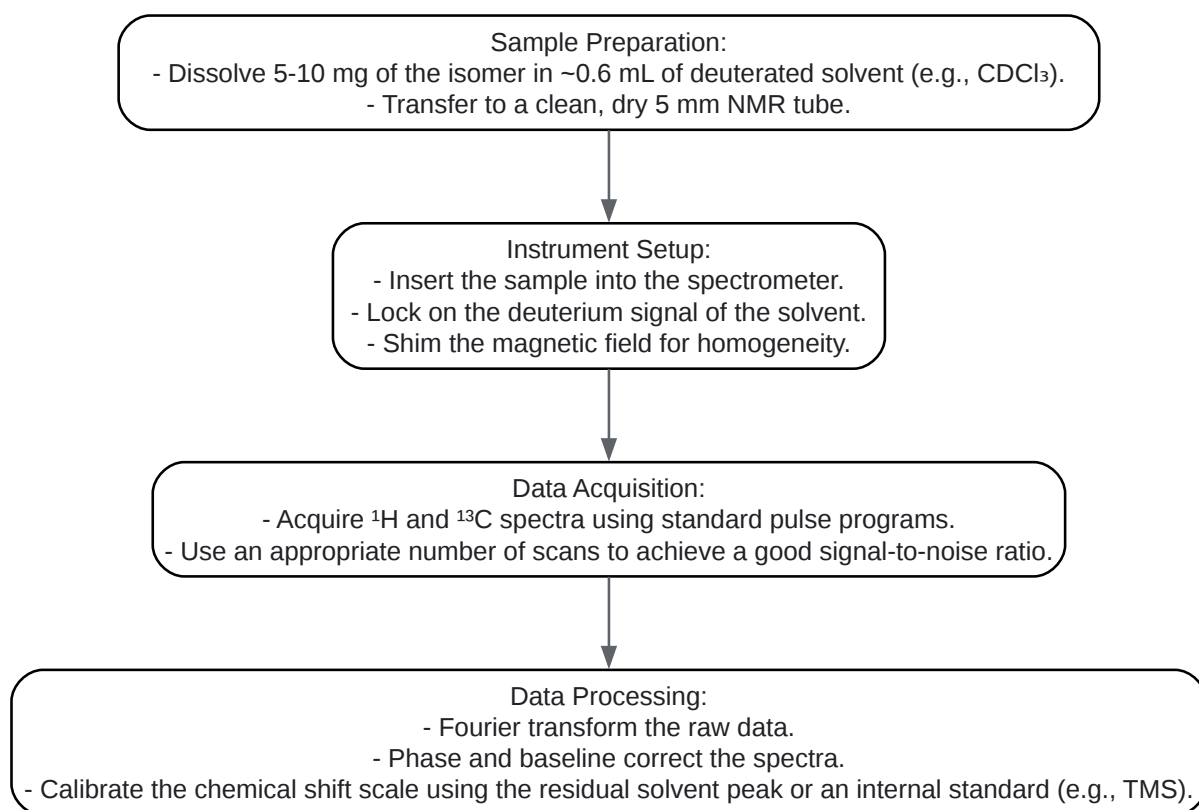 Sample Preparation:
- Dissolve 5-10 mg of the isomer in ~0.6 mL of deuterated solvent (e.g., CDCl₃).
- Transfer to a clean, dry 5 mm NMR tube.
Instrument Setup:
- Insert the sample into the spectrometer.
- Lock on the deuterium signal of the solvent.
- Shim the magnetic field for homogeneity.
Data Acquisition:
- Acquire ¹H and ¹³C spectra using standard pulse programs.
- Use an appropriate number of scans to achieve a good signal-to-noise ratio.
Data Processing:
- Fourier transform the raw data.
- Phase and baseline correct the spectra.
- Calibrate the chemical shift scale using the residual solvent peak or an internal standard (e.g., TMS).